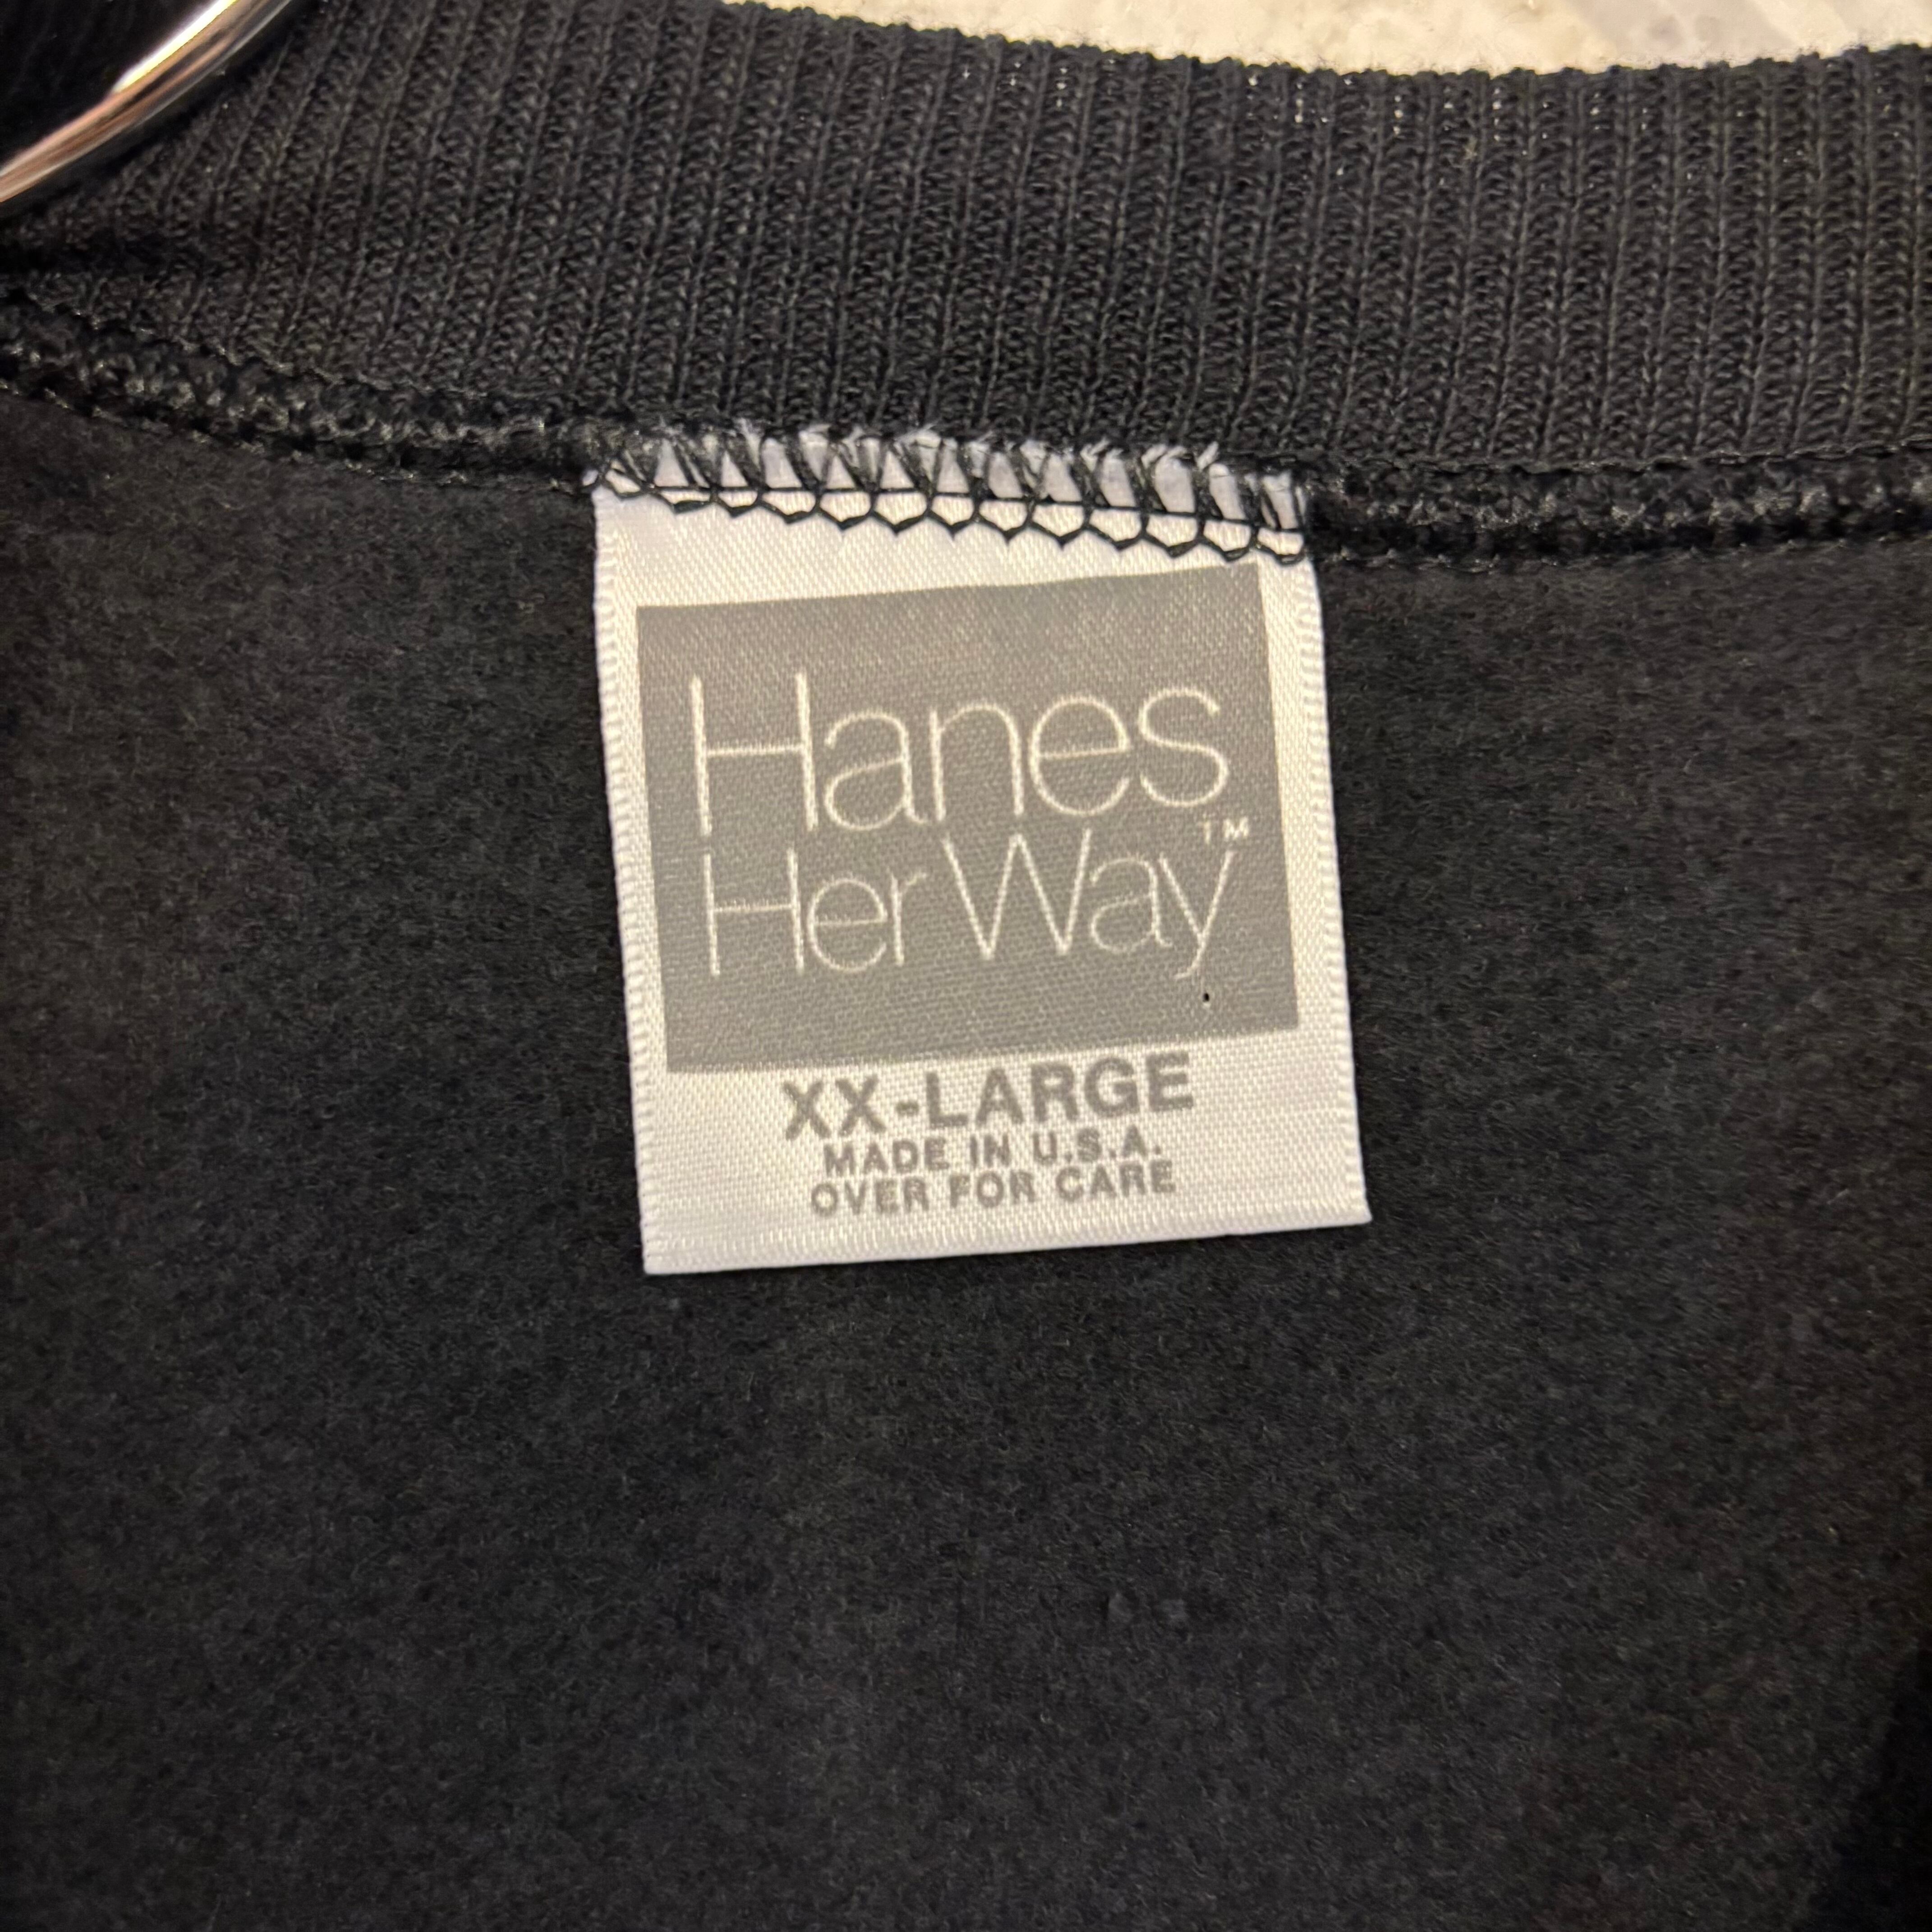 Hanes
Her Way™
XX-LARGE
MADE IN U.S.A.
OVER FOR CARE